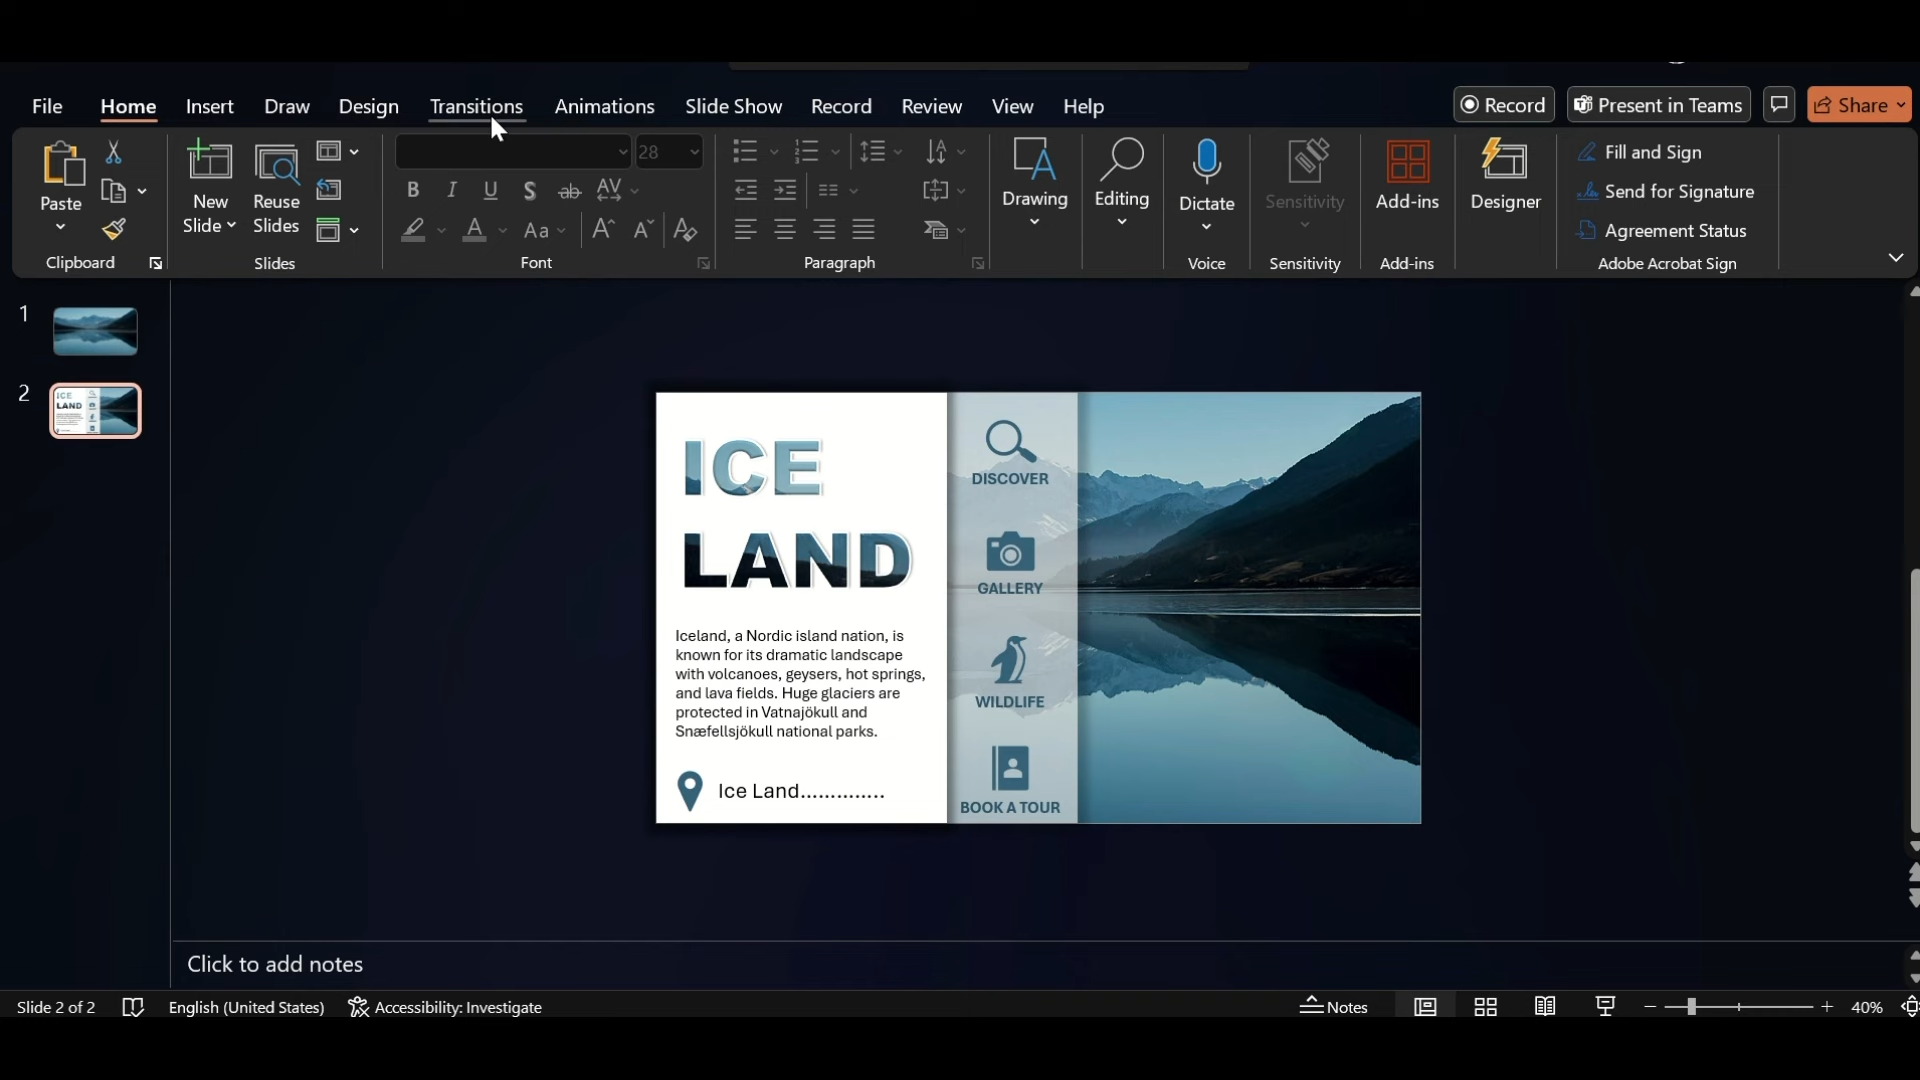 File Home Insert Draw Design Transitions Animations Slide Show Record Review View Help Record Present in Teams Share
Paste
New Slide
Reuse Slides
28
B I U S ab AV
A Aa A A A
Drawing
Editing
Dictate
Sensitivity
Add-ins
Designer
Fill and Sign
Send for Signature
Agreement Status
Clipboard Slides Font Paragraph Voice Sensitivity Add-ins Adobe Acrobat Sign
1
2
ICE
LAND
Iceland, a Nordic island nation, is
known for its dramatic landscape
with volcanoes, geysers, hot springs,
and lava fields. Huge glaciers are
protected in Vatnajökull and
Snæfellsjökull national parks.
Ice Land.............
DISCOVER
GALLERY
WILDLIFE
BOOK A TOUR
Click to add notes
Slide 2 of 2 English (United States) Accessibility: Investigate Notes 40%